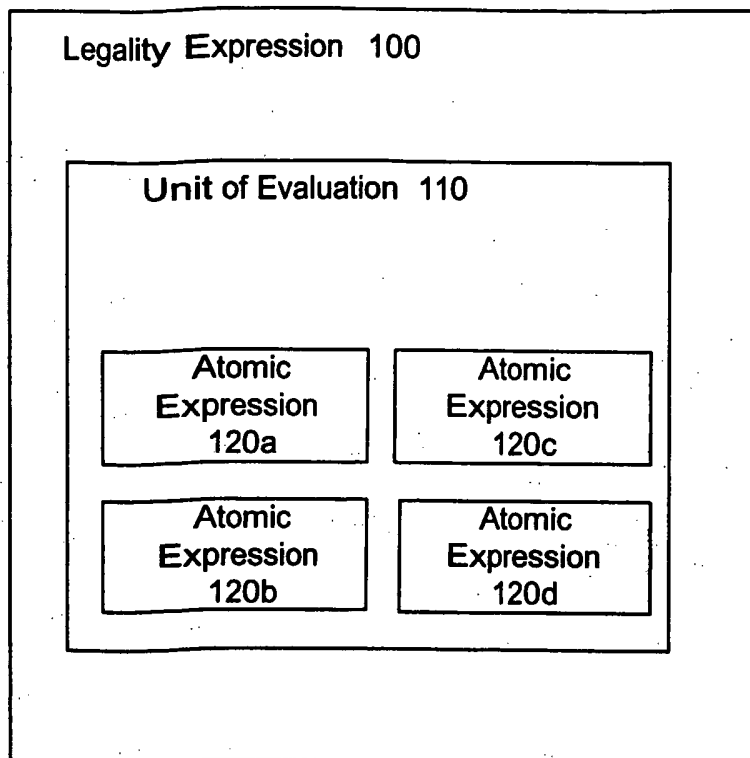 Legality Expression 100
Unit of Evaluation 110
Atomic
Expression
120a
Atomic
Expression
120c
Atomic
Expression
120b
Atomic
Expression
120d